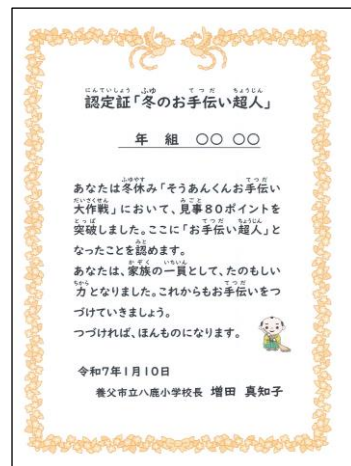 認定証「冬のお手伝い超人」
年 組 〇〇 〇〇
あなたは冬休み「そうあんくんお手伝い
大作戦」において、見事80ポイントを
突破しました。ここに「お手伝い超人」と
なったことを認めます。
あなたは、家族の一員として、たのもしい
力となりました。これからもお手伝いをつ
づけていきましょう。
つづければ、ほんものになります。
令和7年1月10日
養父市立八鹿小学校長 増田 真知子